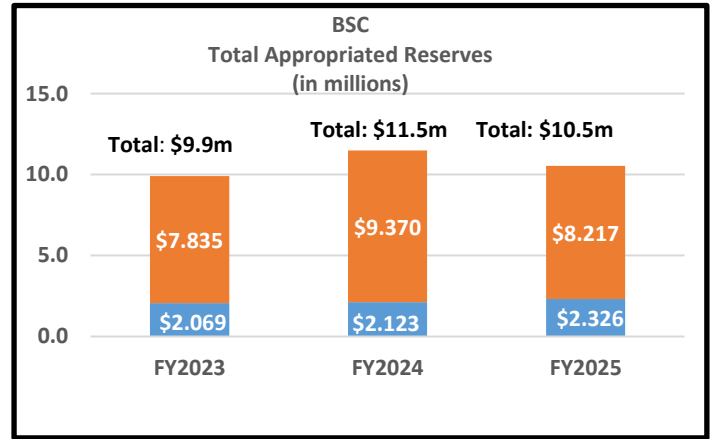 BSC
Total Appropriated Reserves
(in millions)
15.0
Total: $9.9m
Total: $11.5m
Total: $10.5m
10.0
$7.835
$9.370
$8.217
5.0
$2.069
$2.123
$2.326
0.0
FY2023
FY2024
FY2025